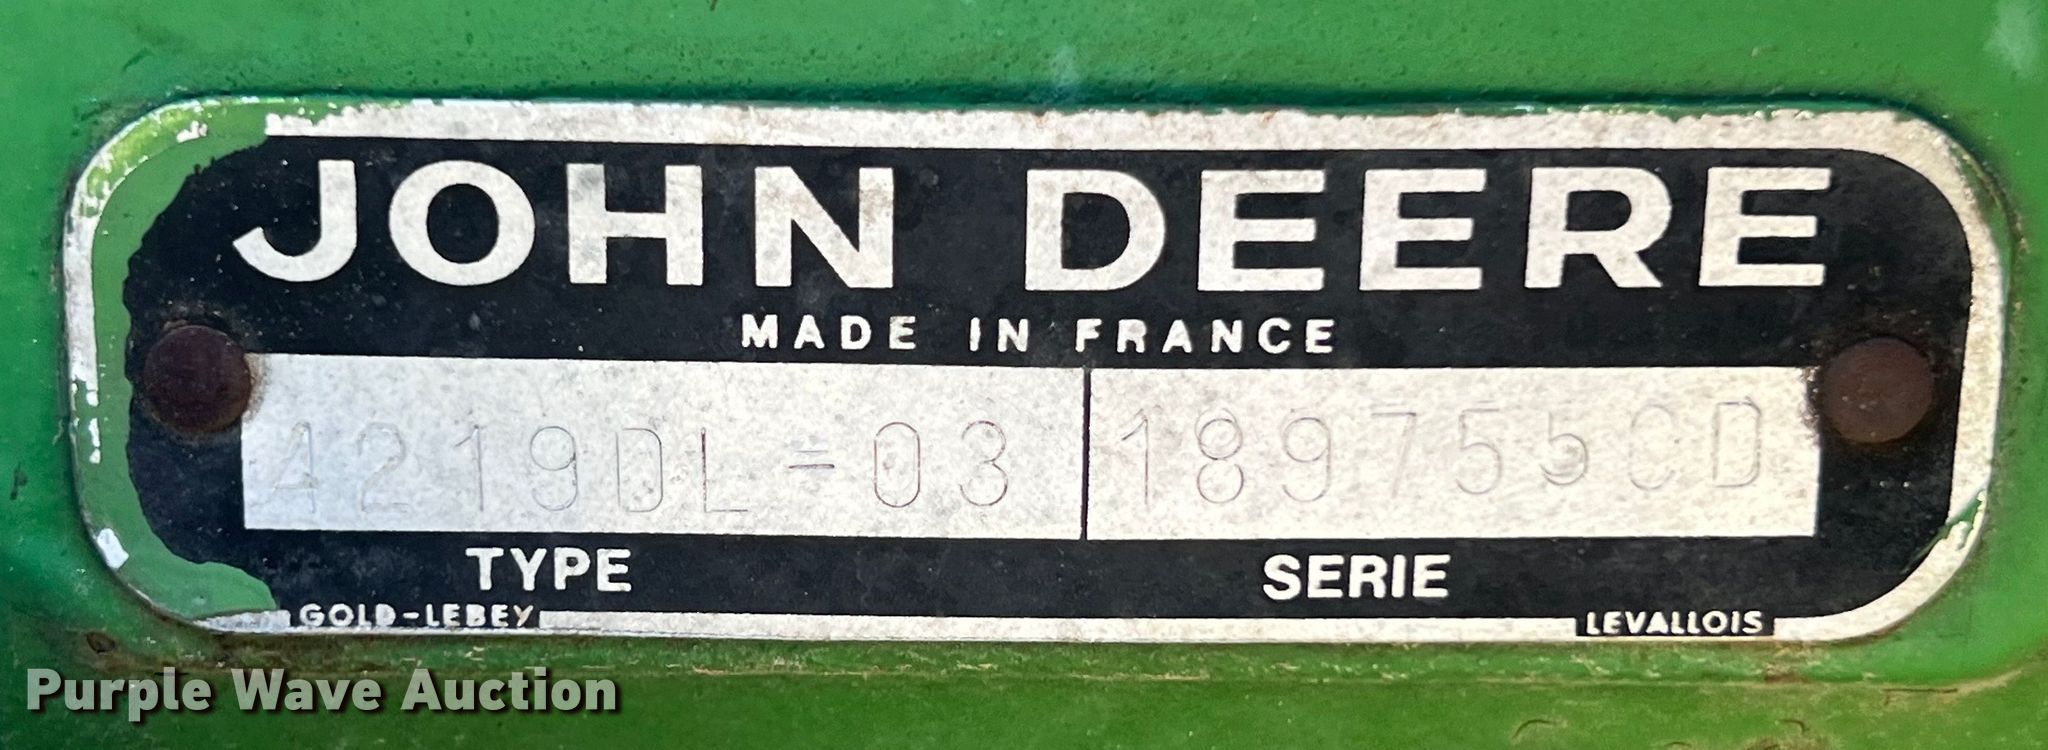 JOHN DEERE
MADE IN FRANCE
4219DL-03 189755CD
TYPE SERIE
GOLD-LEBEY LEVALLOIS
Purple Wave Auction